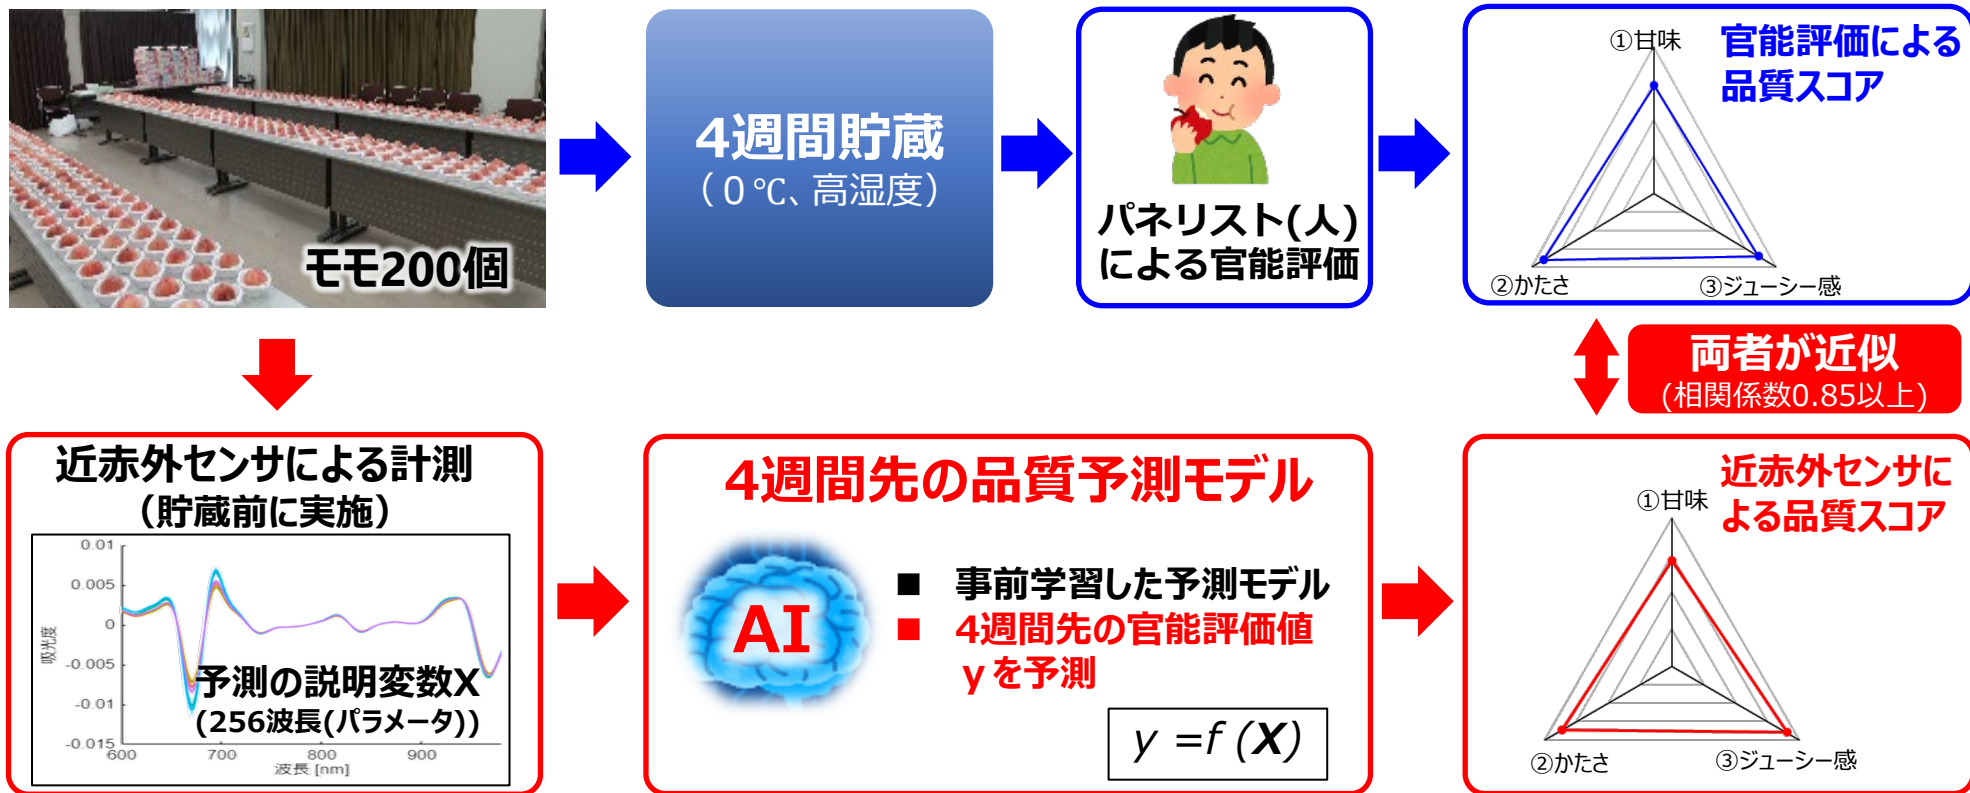 モモ200個
4週間貯蔵
（0℃、高湿度）
パネリスト(人)
による官能評価
官能評価による
品質スコア
①甘味
②かたさ
③ジューシー感
両者が近似
(相関係数0.85以上)
近赤外センサによる計測
（貯蔵前に実施）
0.01
0.005
0
-0.005
-0.01
-0.015
吸光度
600
700
800
900
波長 [nm]
予測の説明変数X
(256波長(パラメータ))
4週間先の品質予測モデル
AI
■ 事前学習した予測モデル
■ 4週間先の官能評価値
y を予測
y =f (X)
近赤外センサに
よる品質スコア
①甘味
②かたさ
③ジューシー感